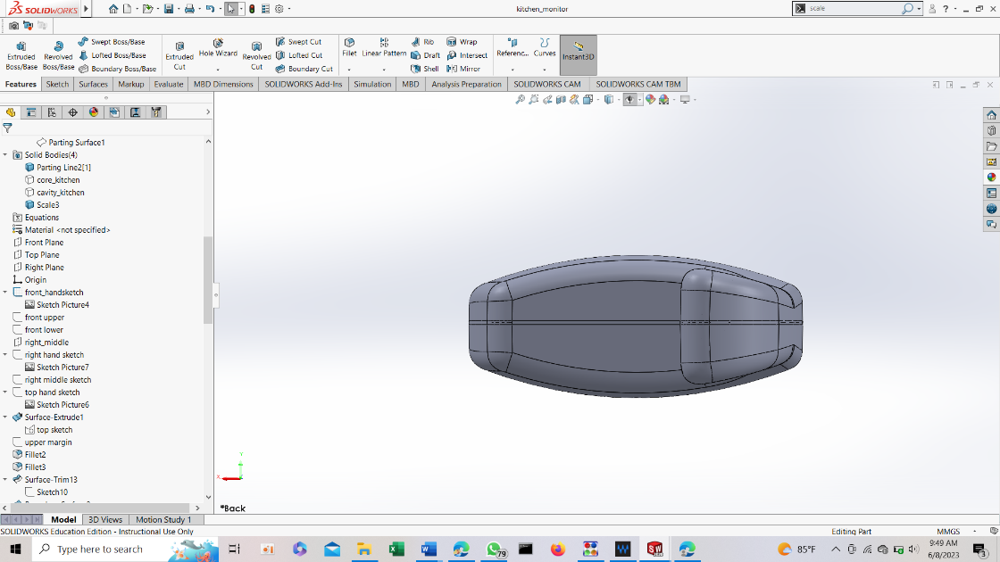 SOLIDWORKS
kitchen_monitor
scale
Extruded Boss/Base
Revolved Boss/Base
Swept Boss/Base
Lofted Boss/Base
Boundary Boss/Base
Extruded Cut
Hole Wizard
Revolved Cut
Swept Cut
Lofted Cut
Boundary Cut
Fillet
Linear Pattern
Rib
Draft
Shell
Wrap
Intersect
Mirror
Referenc...
Curves
Instant3D
Features Sketch Surfaces Markup Evaluate MBD Dimensions SOLIDWORKS Add-Ins Simulation MBD Analysis Preparation SOLIDWORKS CAM SOLIDWORKS CAM TBM
Parting Surface1
Solid Bodies(4)
Parting Line2[1]
core_kitchen
cavity_kitchen
Scale3
Equations
Material <not specified>
Front Plane
Top Plane
Right Plane
Origin
front_handsketch
Sketch Picture4
front upper
front lower
right_middle
right hand sketch
Sketch Picture7
right middle sketch
top hand sketch
Sketch Picture6
Surface-Extrude1
top sketch
upper margin
Fillet2
Fillet3
Surface-Trim13
Sketch10
Y
X
*Back
Model 3D Views Motion Study 1
SOLIDWORKS Education Edition - Instructional Use Only
Editing Part
MMGS
Type here to search
79
85°F
9:49 AM
6/8/2023
3